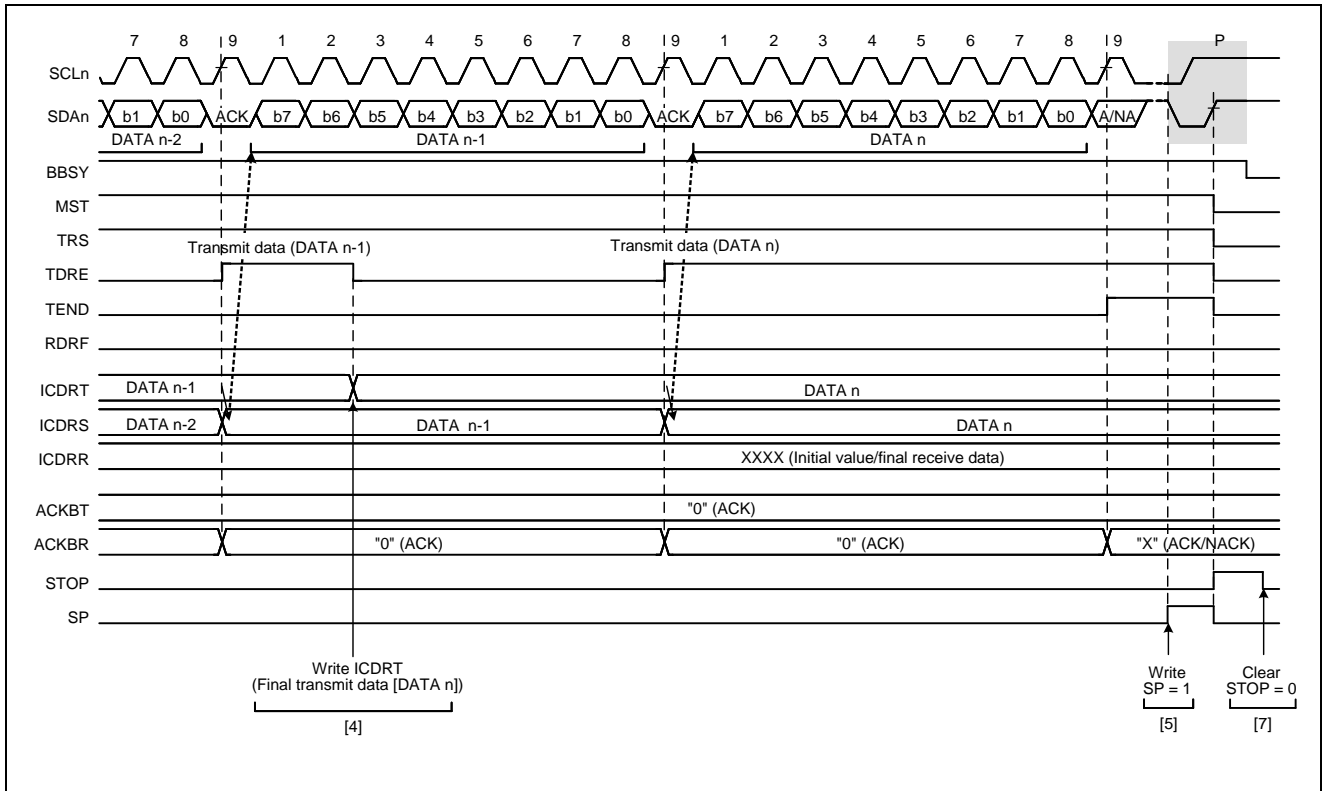 7 8 9 1 2 3 4 5 6 7 8 9 1 2 3 4 5 6 7 8 9 P
SCLn
SDAn b1 b0 ACK b7 b6 b5 b4 b3 b2 b1 b0 ACK b7 b6 b5 b4 b3 b2 b1 b0 A/NA
DATA n-2 DATA n-1 DATA n
BBSY
MST
TRS
Transmit data (DATA n-1) Transmit data (DATA n)
TDRE
TEND
RDRF
ICDRT DATA n-1 DATA n
ICDRS DATA n-2 DATA n-1 DATA n
ICDRR XXXX (Initial value/final receive data)
ACKBT "0" (ACK)
ACKBR "0" (ACK) "0" (ACK) "X" (ACK/NACK)
STOP
SP
Write ICDRT
(Final transmit data [DATA n])
[4]
Write
SP = 1
[5]
Clear
STOP = 0
[7]